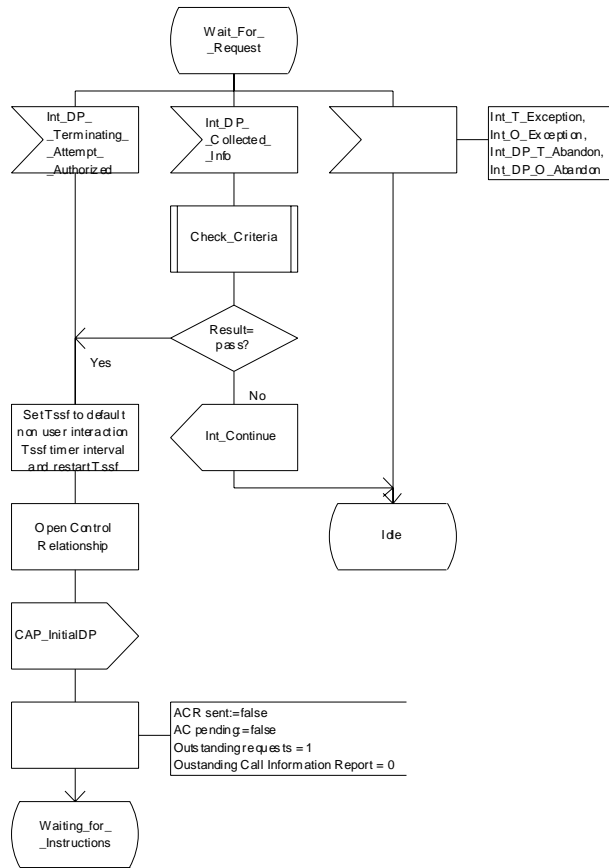 Wait_For_
_Request
Int_DP_
_Terminating_
_Attempt_
_Authorized
Int_DP_
_Collected_
_Info
Int_T_Exception,
Int_O_Exception,
Int_DP_T_Abandon,
Int_DP_O_Abandon
Check_Criteria
Result=
pass?
Yes
No
Set Tssf to default
non user interaction
Tssf timer interval
and restart Tssf
Int_Continue
Open Control
Relationship
Idle
CAP_InitialDP
ACR sent:=false
AC pending:=false
Outstanding requests = 1
Oustanding Call Information Report = 0
Waiting_for_
_Instructions